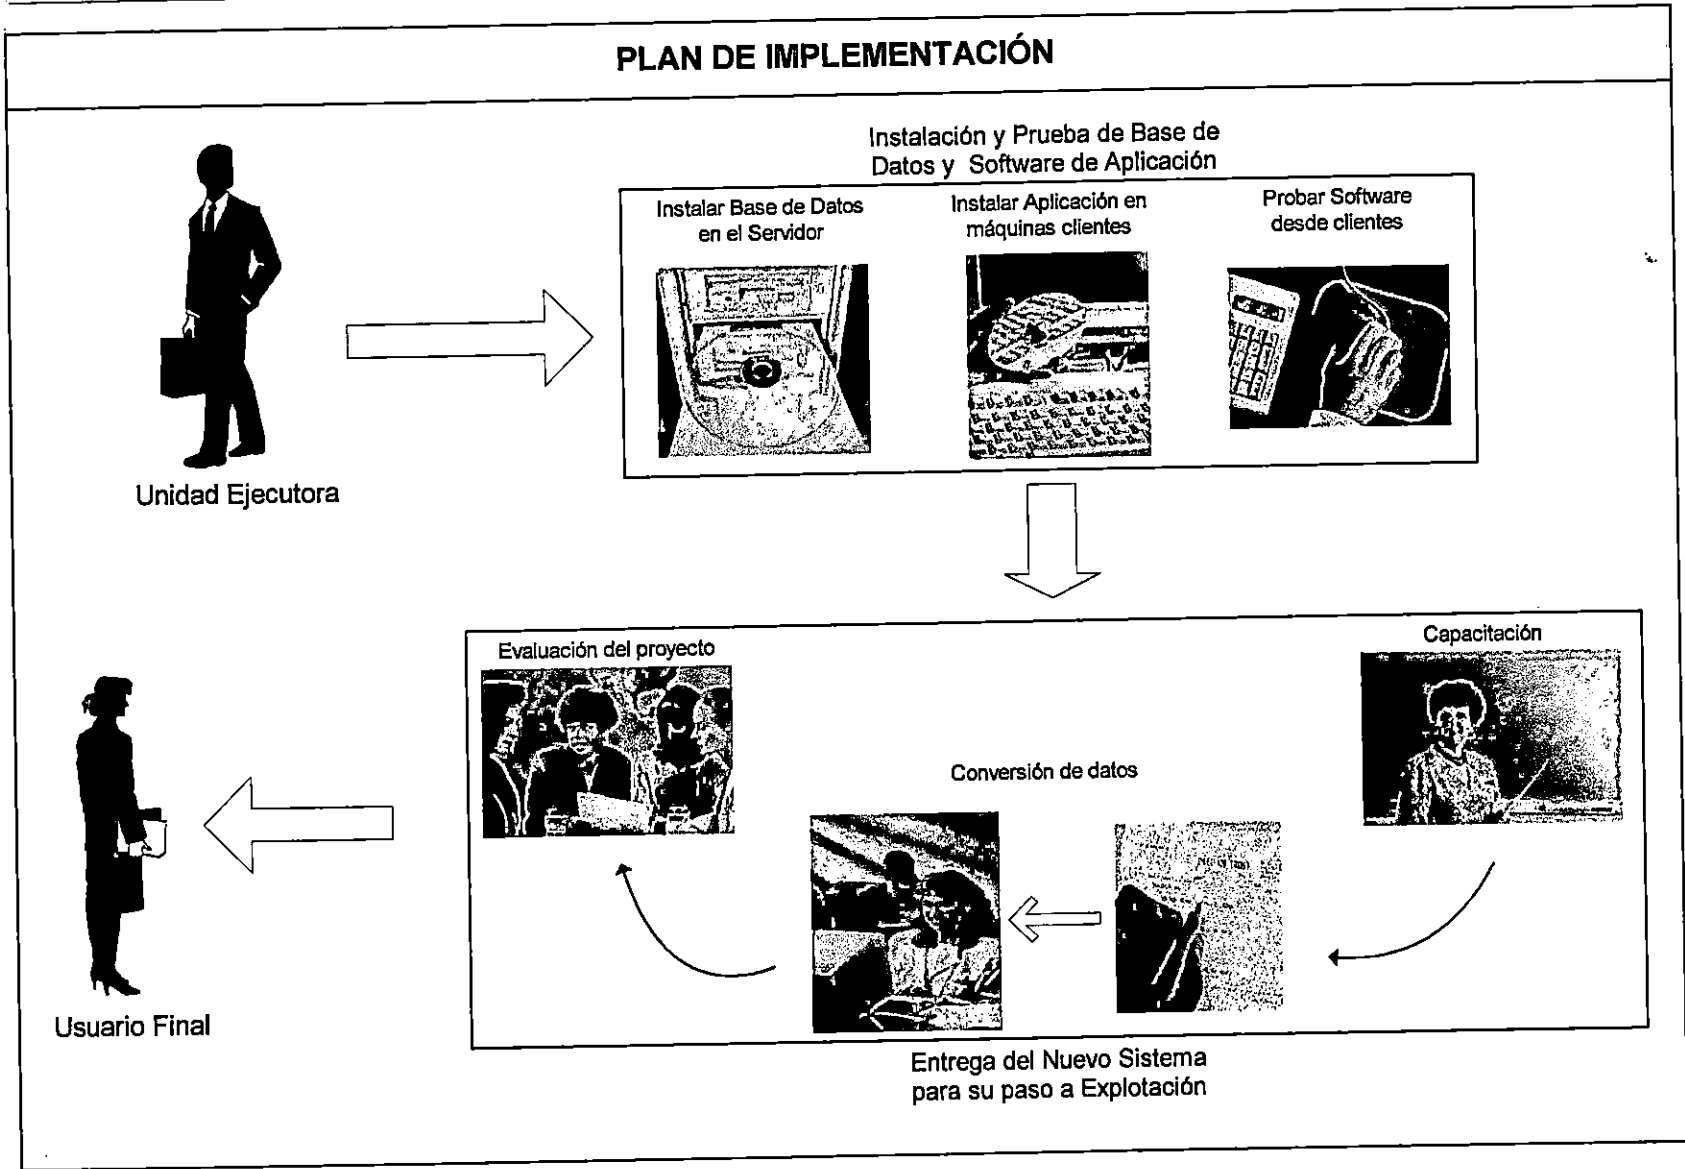 PLAN DE IMPLEMENTACIÓN
Instalación y Prueba de Base de
Datos y Software de Aplicación
Instalar Base de Datos
en el Servidor
Instalar Aplicación en
máquinas clientes
Probar Software
desde clientes
Unidad Ejecutora
Evaluación del proyecto
Capacitación
Conversión de datos
Usuario Final
Entrega del Nuevo Sistema
para su paso a Explotación